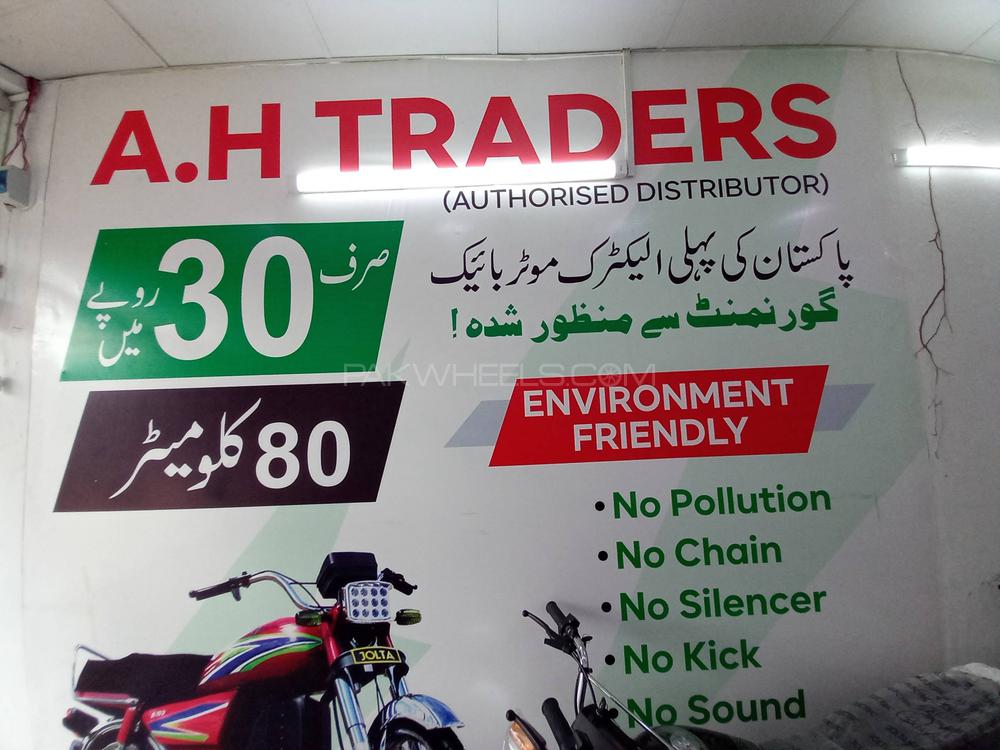 A.H TRADERS
(AUTHORISED DISTRIBUTOR)
پاکستان کی پہلی الیکٹرک موٹر بائیک
گورنمنٹ سے منظور شدہ!
صرف 30 روپے میں
80 کلومیٹر
PAKWHEELS.COM
ENVIRONMENT
FRIENDLY
• No Pollution
• No Chain
• No Silencer
• No Kick
• No Sound
JOLTA